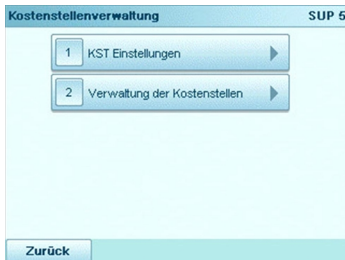 Kostenstellenverwaltung SUP 5
1 KST Einstellungen
2 Verwaltung der Kostenstellen
Zurück